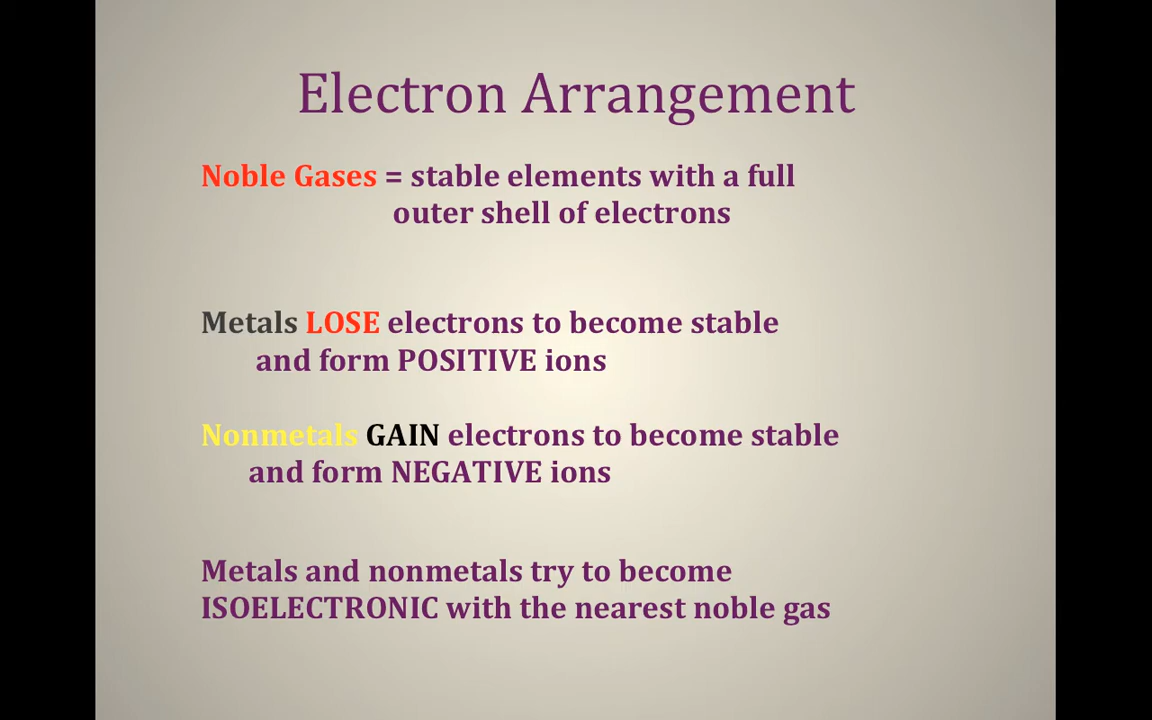 Electron Arrangement
Noble Gases = stable elements with a full
outer shell of electrons
Metals LOSE electrons to become stable
and form POSITIVE ions
Nonmetals GAIN electrons to become stable
and form NEGATIVE ions
Metals and nonmetals try to become
ISOELECTRONIC with the nearest noble gas